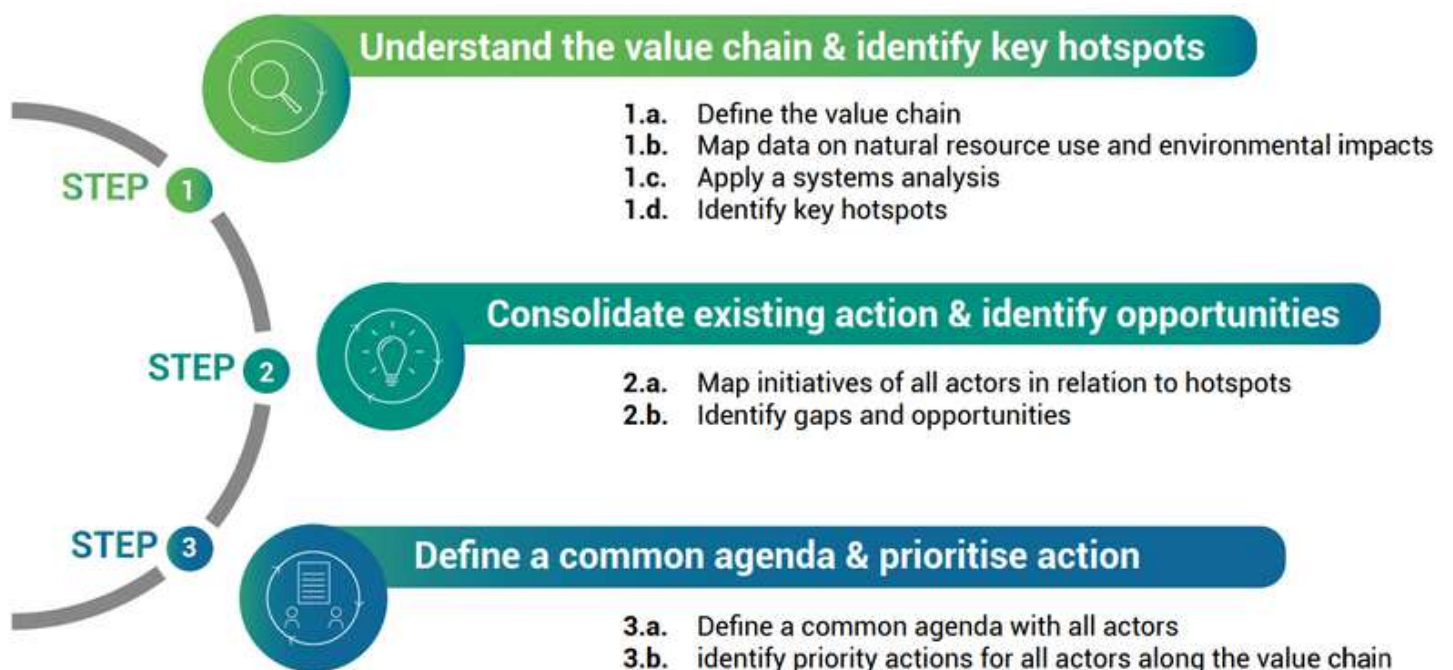 Understand the value chain & identify key hotspots
1.a. Define the value chain
1.b. Map data on natural resource use and environmental impacts
1.c. Apply a systems analysis
1.d. Identify key hotspots
STEP 1
Consolidate existing action & identify opportunities
STEP 2
2.a. Map initiatives of all actors in relation to hotspots
2.b. Identify gaps and opportunities
STEP 3
Define a common agenda & prioritise action
3.a. Define a common agenda with all actors
3.b. identify priority actions for all actors along the value chain